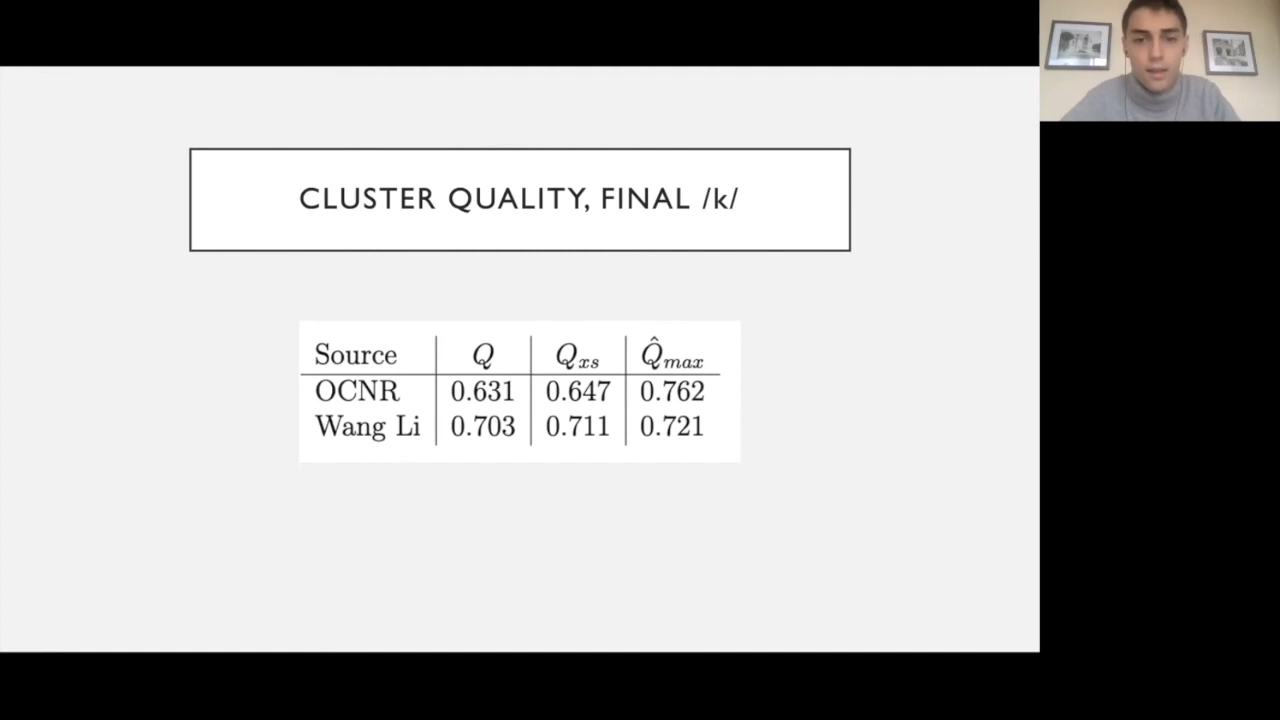 CLUSTER QUALITY, FINAL /k/
Source Q Q_xs Q̂_max
OCNR 0.631 0.647 0.762
Wang Li 0.703 0.711 0.721